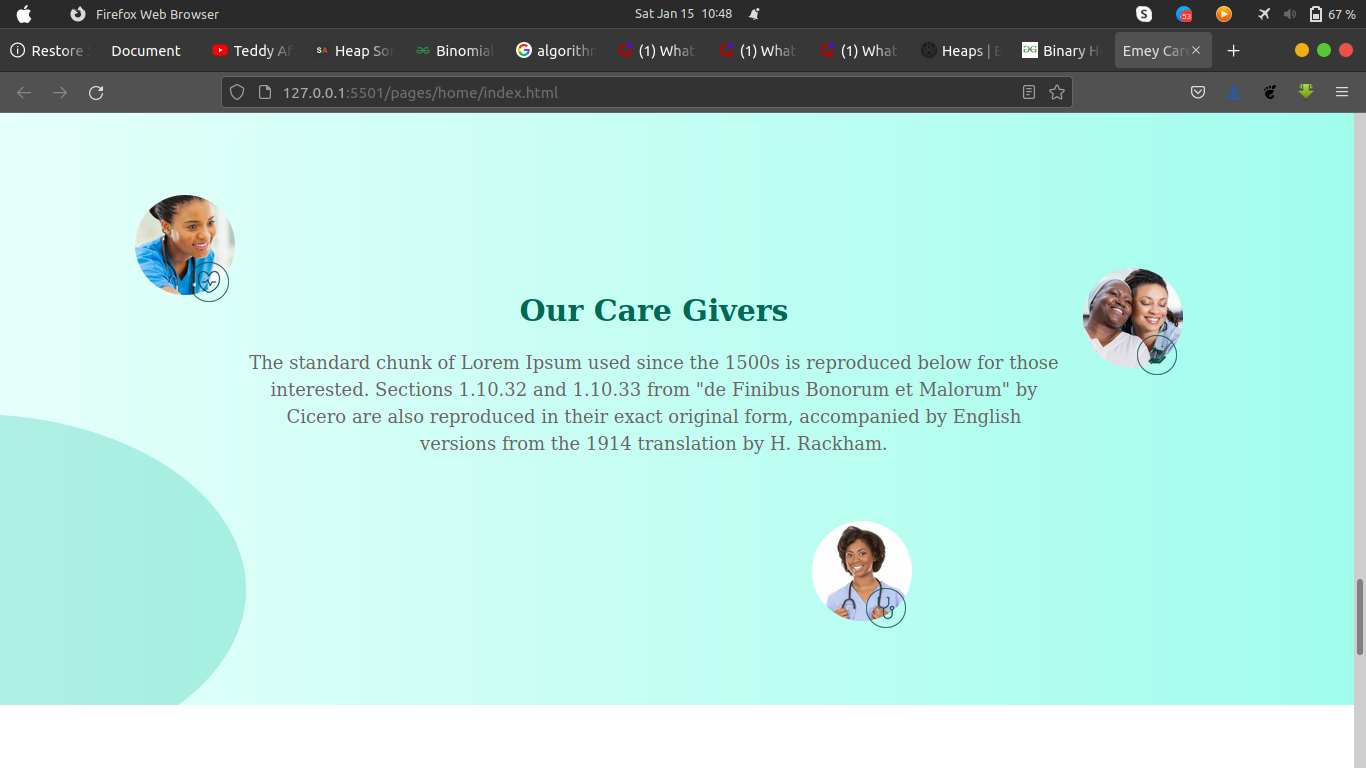 Firefox Web Browser
Sat Jan 15 10:48
53
67 %
Restore
Document
Teddy Af
SA Heap Sor
Binomial
algorithm
(1) What
(1) What
(1) What
Heaps | B
Binary H
Emey Car
127.0.0.1:5501/pages/home/index.html
Our Care Givers
The standard chunk of Lorem Ipsum used since the 1500s is reproduced below for those
interested. Sections 1.10.32 and 1.10.33 from "de Finibus Bonorum et Malorum" by
Cicero are also reproduced in their exact original form, accompanied by English
versions from the 1914 translation by H. Rackham.